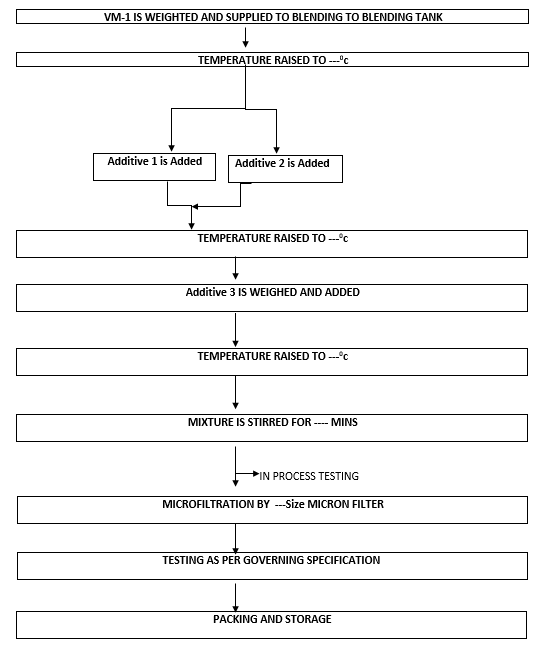 VM-1 IS WEIGHTED AND SUPPLIED TO BLENDING TO BLENDING TANK
TEMPERATURE RAISED TO ---⁰c
Additive 1 is Added
Additive 2 is Added
TEMPERATURE RAISED TO ---⁰c
Additive 3 IS WEIGHED AND ADDED
TEMPERATURE RAISED TO ---⁰c
MIXTURE IS STIRRED FOR ---- MINS
IN PROCESS TESTING
MICROFILTRATION BY ---Size MICRON FILTER
TESTING AS PER GOVERNING SPECIFICATION
PACKING AND STORAGE